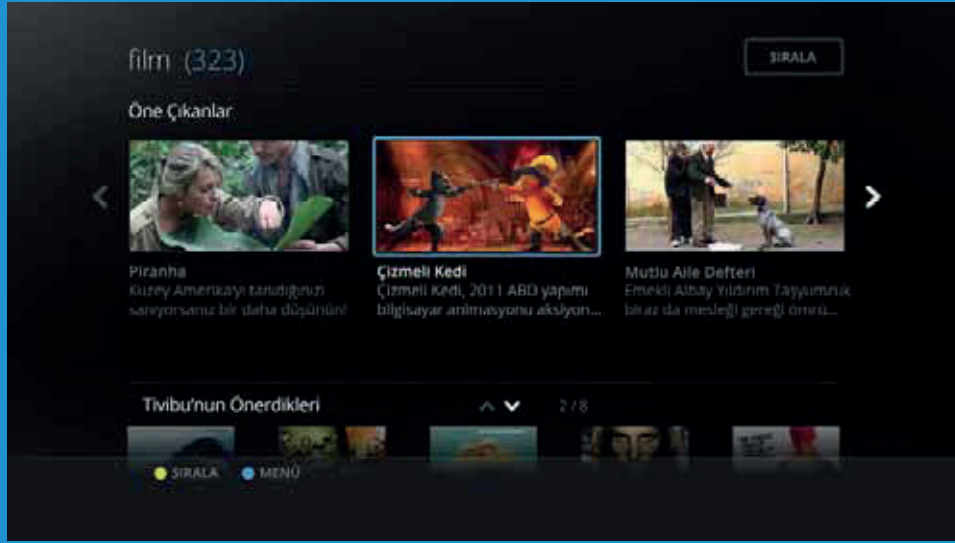 film (323)
SIRALA
Öne Çıkanlar
Piranha
Kuzey Amerika'yı tanıdığınızı
sanıyorsanız bir daha düşünün!
Çizmeli Kedi
Çizmeli Kedi, 2011 ABD yapımı
bilgisayar animasyonu aksiyon...
Mutlu Aile Defteri
Emekli Albay Yıldırım Taşyumruk
biraz da mesleği gereği ömrü...
Tivibu'nun Önerdikleri
2/8
SIRALA
MENÜ